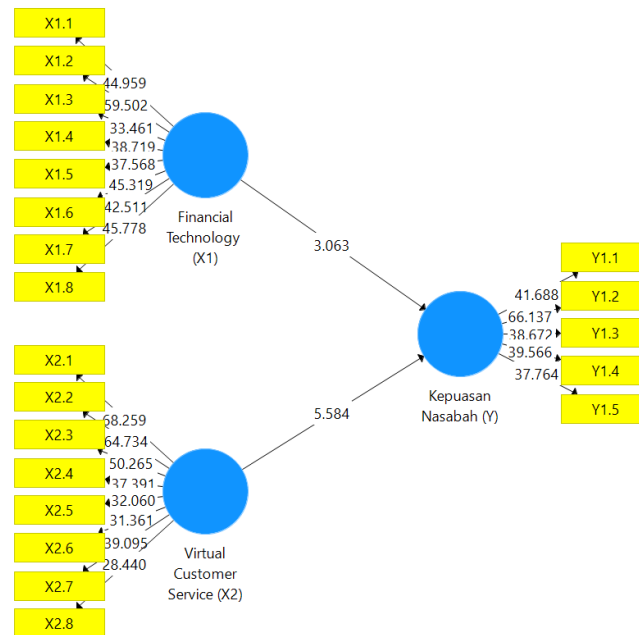 X1.1
X1.2
X1.3
X1.4
X1.5
X1.6
X1.7
X1.8
44.959
59.502
33.461
38.719
37.568
45.319
42.511
45.778
Financial
Technology
(X1)
3.063
X2.1
X2.2
X2.3
X2.4
X2.5
X2.6
X2.7
X2.8
68.259
64.734
50.265
37.391
32.060
31.361
39.095
28.440
Virtual
Customer
Service (X2)
5.584
Kepuasan
Nasabah (Y)
41.688
66.137
38.672
39.566
37.764
Y1.1
Y1.2
Y1.3
Y1.4
Y1.5